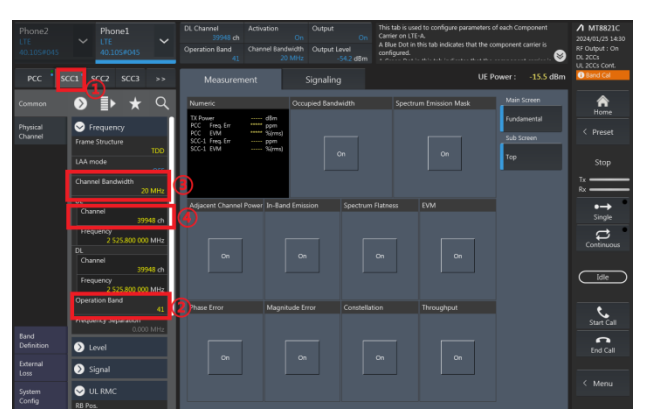 Phone2
LTE
40.105#045
Phone1
LTE
40.105#045
DL Channel
39948 ch
Operation Band
41
Activation
On
Channel Bandwidth
20 MHz
Output
On
Output Level
-54.2 dBm
This tab is used to configure parameters of each Component
Carrier on LTE-A.
A Blue Dot in this tab indicates that the component carrier is
configured.
MT8821C
2024/01/25 14:30
RF Output : On
DL 2CCs
UL 2CCs Cont.
Band Cal
PCC
SCC1
SCC2
SCC3
>>
①
Measurement
Signaling
UE Power : -15.5 dBm
Common
Physical
Channel
Band
Definition
External
Loss
System
Config
Frequency
Frame Structure
TDD
LAA mode
Channel Bandwidth
20 MHz
③
Channel
39948 ch
④
Frequency
2 525.800 000 MHz
DL
Channel
39948 ch
Frequency
2 525.800 000 MHz
Operation Band
41
②
Frequency Separation
0.000 MHz
Level
Signal
UL RMC
RB Pos.
Numeric
TX Power ----- dBm
PCC Freq. Err ***** ppm
PCC EVM ***** %(rms)
SCC-1 Freq. Err ----- ppm
SCC-1 EVM ----- %(rms)
Occupied Bandwidth
On
Spectrum Emission Mask
On
Adjacent Channel Power
On
In-Band Emission
On
Spectrum Flatness
On
EVM
On
Phase Error
On
Magnitude Error
On
Constellation
On
Throughput
On
Main Screen
Fundamental
Sub Screen
Top
Home
< Preset
Stop
Tx
Rx
Single
Continuous
Idle
Start Call
End Call
< Menu